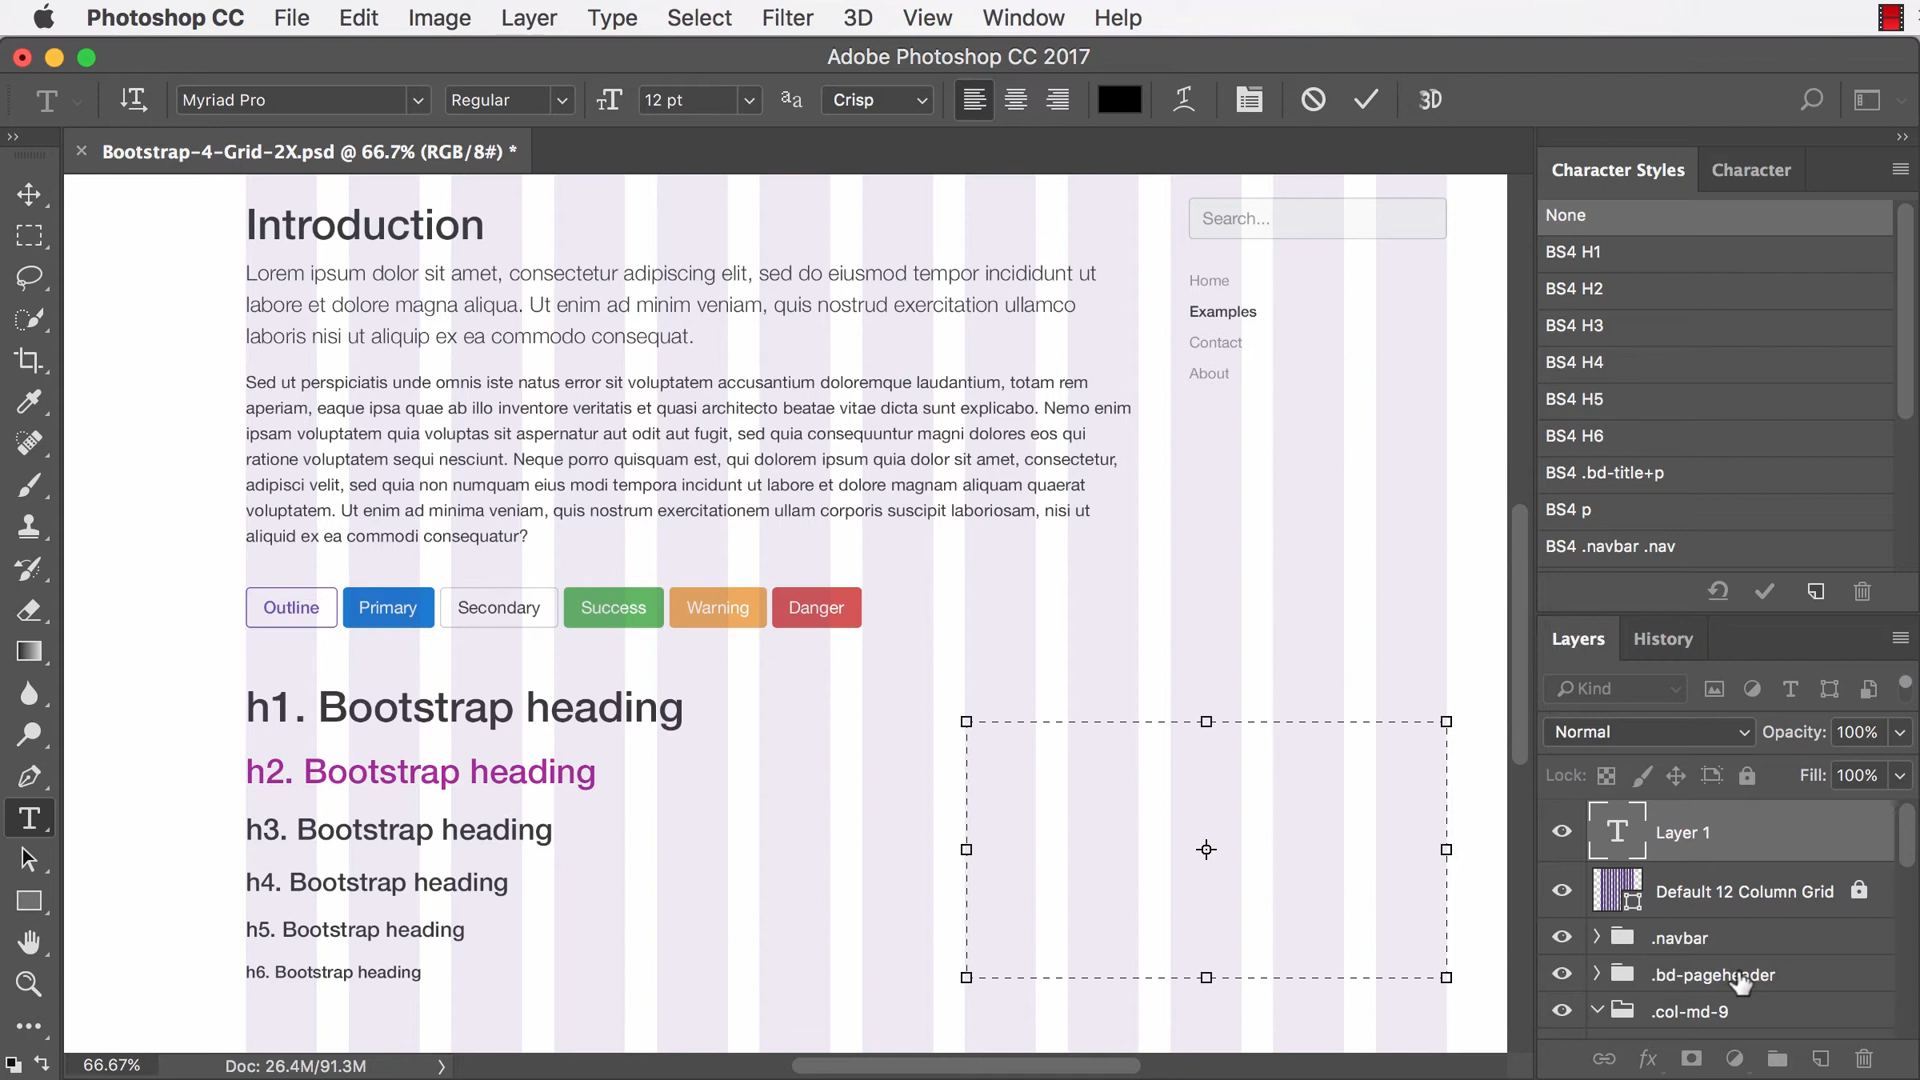 Photoshop CC File Edit Image Layer Type Select Filter 3D View Window Help
Adobe Photoshop CC 2017
Myriad Pro Regular 12 pt Crisp 3D
Bootstrap-4-Grid-2X.psd @ 66.7% (RGB/8#) *
Introduction
Lorem ipsum dolor sit amet, consectetur adipiscing elit, sed do eiusmod tempor incididunt ut
labore et dolore magna aliqua. Ut enim ad minim veniam, quis nostrud exercitation ullamco
laboris nisi ut aliquip ex ea commodo consequat.
Sed ut perspiciatis unde omnis iste natus error sit voluptatem accusantium doloremque laudantium, totam rem
aperiam, eaque ipsa quae ab illo inventore veritatis et quasi architecto beatae vitae dicta sunt explicabo. Nemo enim
ipsam voluptatem quia voluptas sit aspernatur aut odit aut fugit, sed quia consequuntur magni dolores eos qui
ratione voluptatem sequi nesciunt. Neque porro quisquam est, qui dolorem ipsum quia dolor sit amet, consectetur,
adipisci velit, sed quia non numquam eius modi tempora incidunt ut labore et dolore magnam aliquam quaerat
voluptatem. Ut enim ad minima veniam, quis nostrum exercitationem ullam corporis suscipit laboriosam, nisi ut
aliquid ex ea commodi consequatur?
Outline Primary Secondary Success Warning Danger
h1. Bootstrap heading
h2. Bootstrap heading
h3. Bootstrap heading
h4. Bootstrap heading
h5. Bootstrap heading
h6. Bootstrap heading
Search...
Home
Examples
Contact
About
66.67% Doc: 26.4M/91.3M
Character Styles Character
None
BS4 H1
BS4 H2
BS4 H3
BS4 H4
BS4 H5
BS4 H6
BS4 .bd-title+p
BS4 p
BS4 .navbar .nav
Layers History
Kind
Normal Opacity: 100%
Lock: Fill: 100%
Layer 1
Default 12 Column Grid
.navbar
.bd-pageheader
.col-md-9
fx